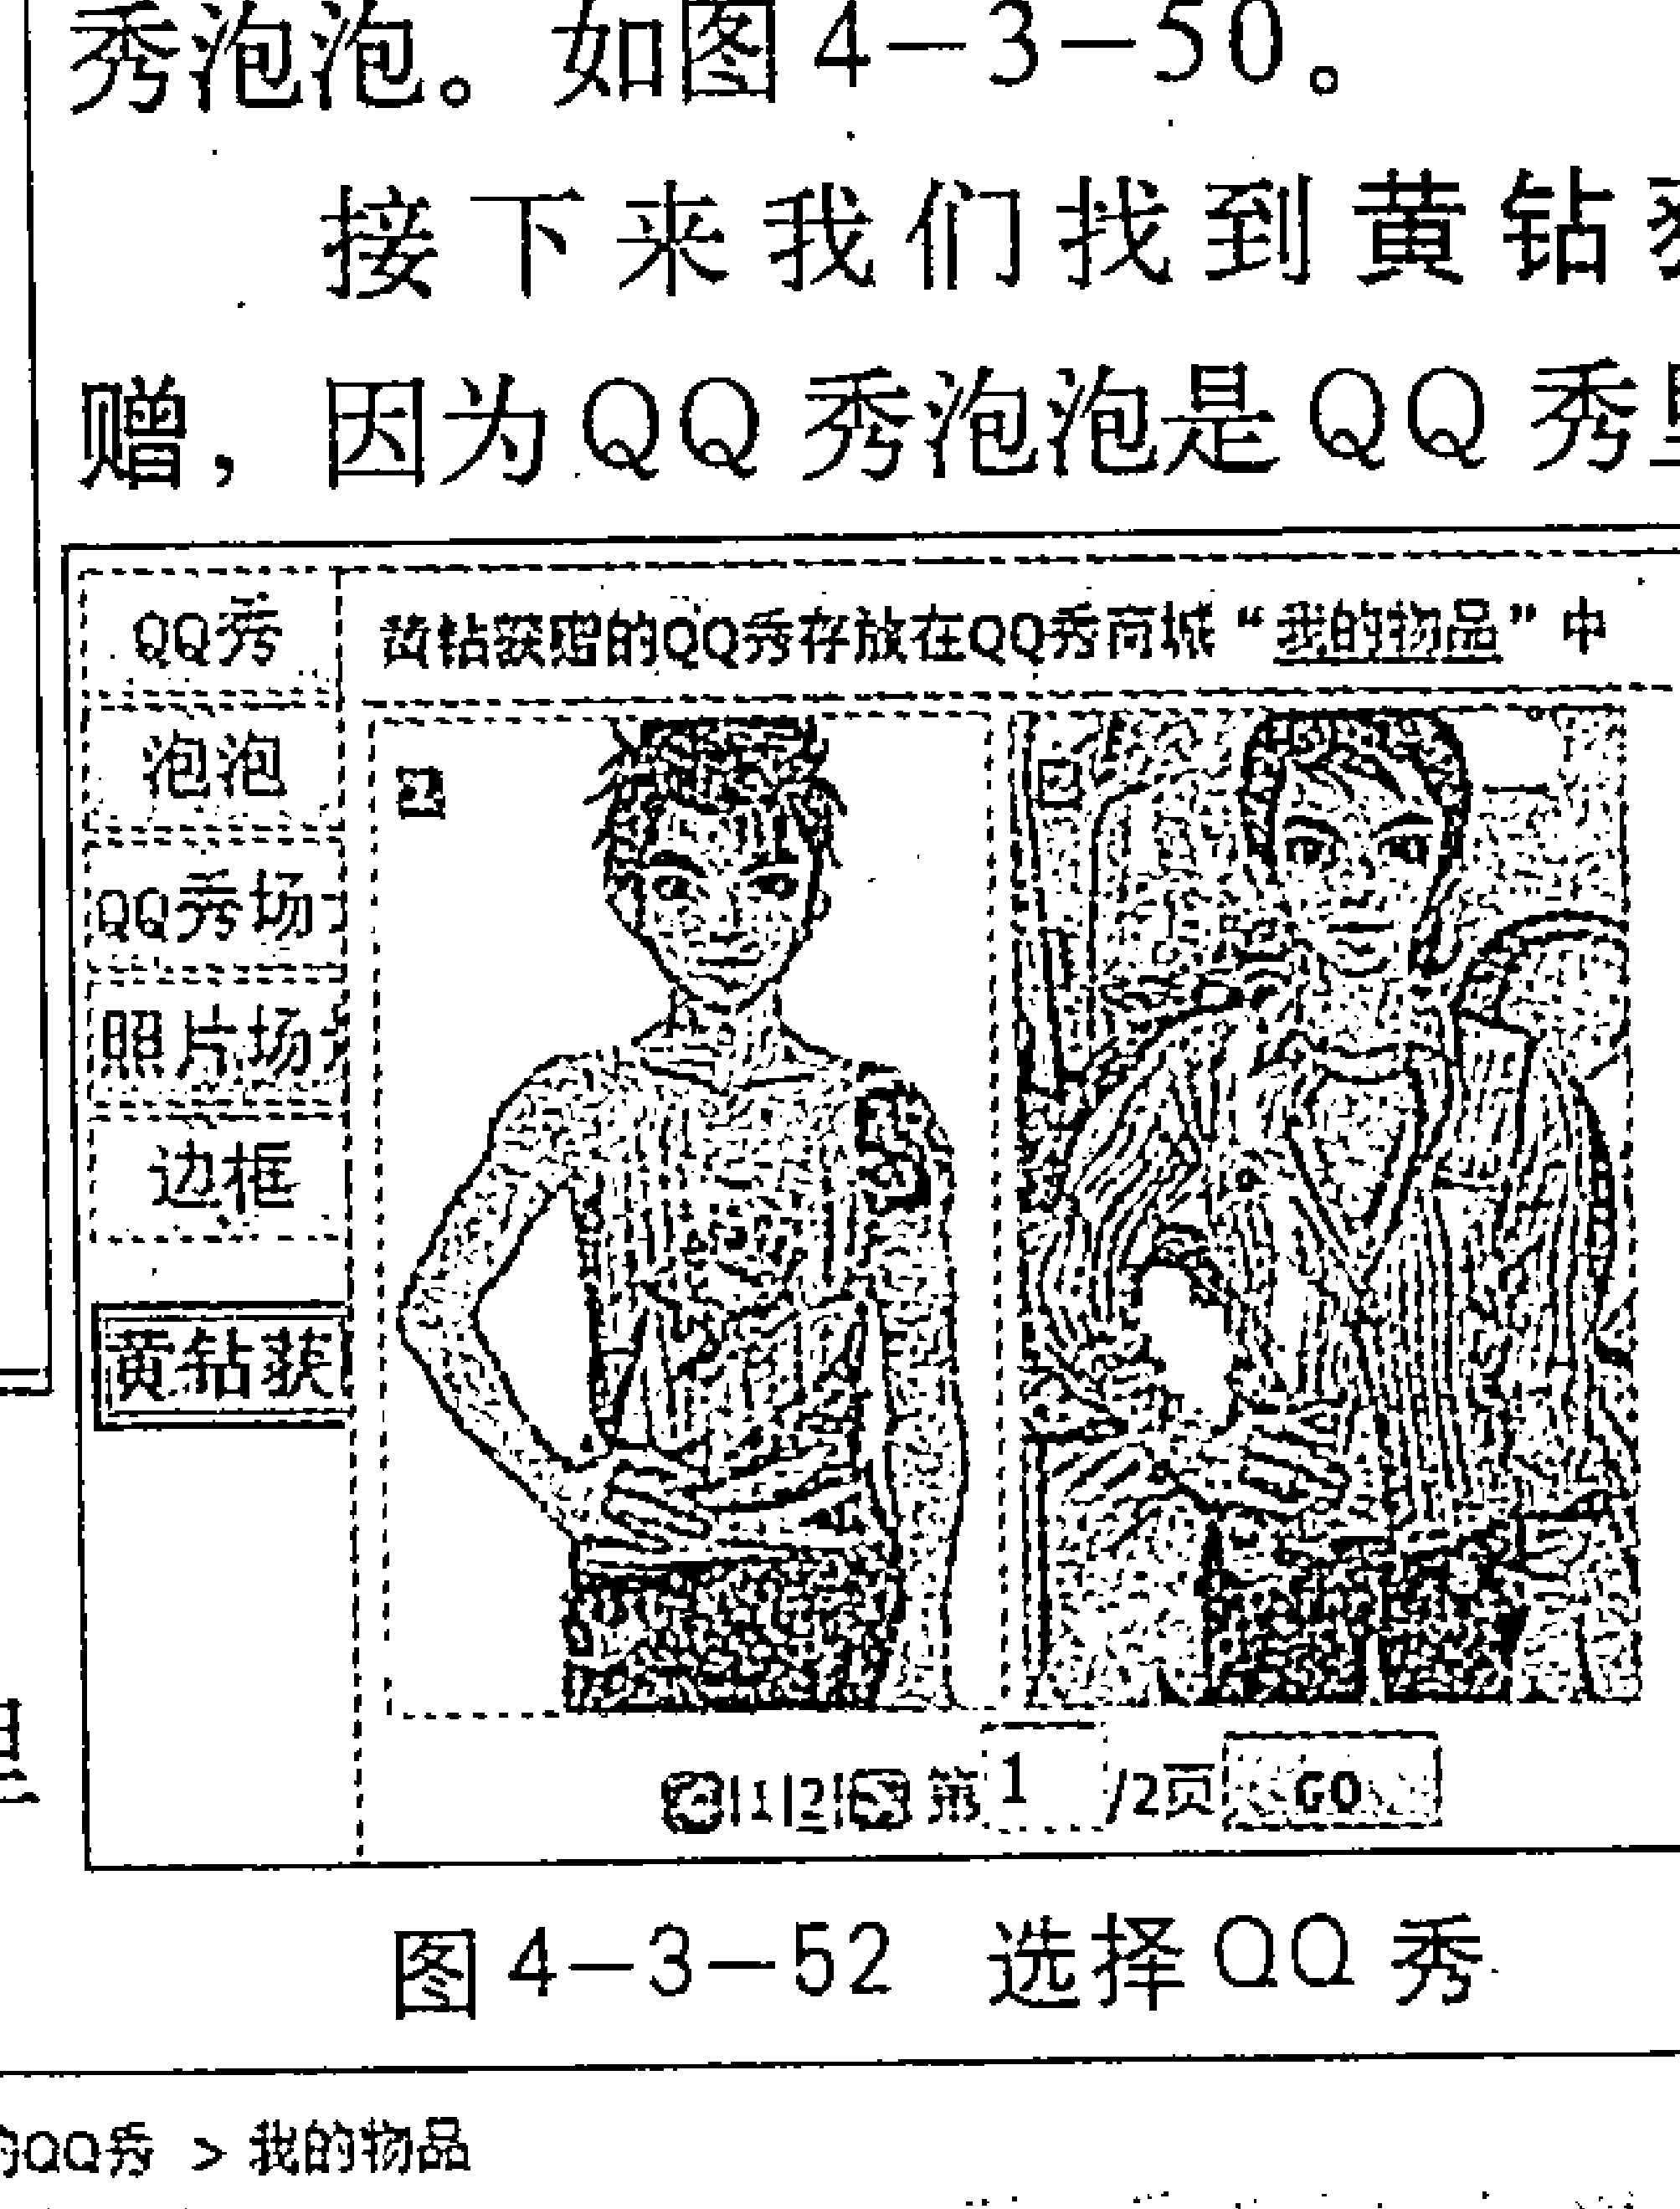 秀泡泡。如图 4-3-50。
接下来我们找到黄钻
赠，因为QQ 秀泡泡是QQ 秀
QQ秀
黄钻获赠的QQ秀存放在QQ秀商城“我的物品”中
泡泡
QQ秀场
照片场
边框
黄钻获
|1|2| 第 1 /2页 GO
图 4-3-52 选择 QQ 秀
的QQ秀 > 我的物品